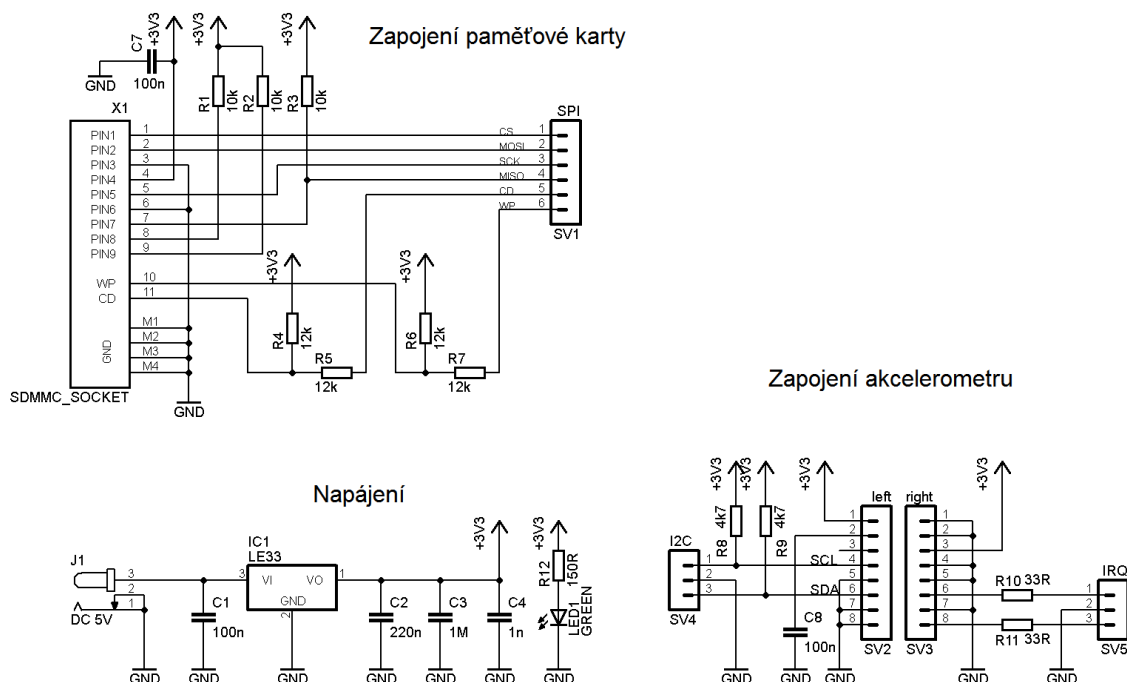 Zapojení paměťové karty
+3V3
+3V3
+3V3
C7
100n
GND
R1
10k
R2
10k
R3
10k
X1
PIN1 1
PIN2 2
PIN3 3
PIN4 4
PIN5 5
PIN6 6
PIN7 7
PIN8 8
PIN9 9
WP 10
CD 11
M1
M2
M3
M4
GND
SDMMC_SOCKET
GND
SPI
CS 1
MOSI 2
SCK 3
MISO 4
CD 5
WP 6
SV1
+3V3
+3V3
R4
12k
R5
12k
R6
12k
R7
12k
Napájení
J1
3
2
1
DC 5V
IC1
LE33
3 VI VO 1
GND
2
C1
100n
C2
220n
C3
1M
C4
1n
+3V3
+3V3
R12
150R
LED1
GREEN
GND
GND
GND
GND
GND
GND
GND
Zapojení akcelerometru
+3V3
+3V3
+3V3
+3V3
R8
4k7
R9
4k7
I2C
1
2
3
SV4
SCL
SDA
C8
100n
left
1
2
3
4
5
6
7
8
SV2
right
1
2
3
4
5
6
7
8
SV3
R10 33R
R11 33R
IRQ
1
2
3
SV5
GND
GND
GND
GND
GND